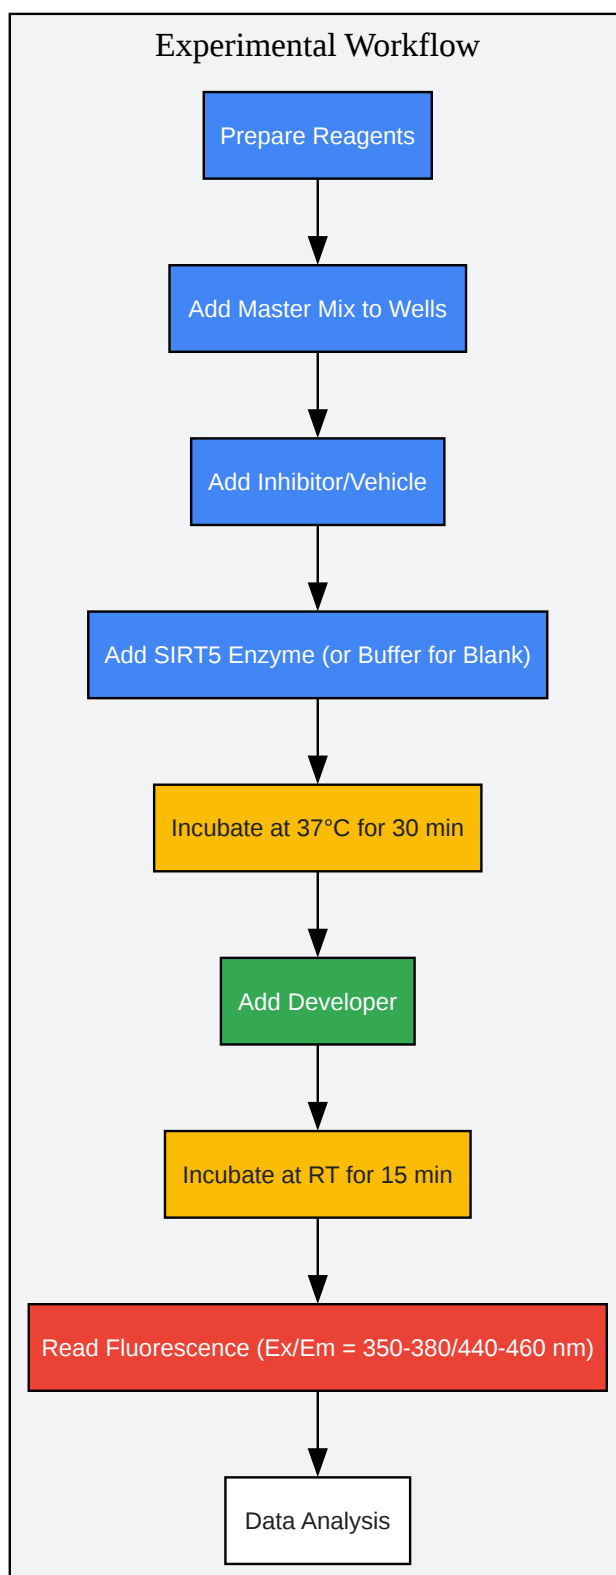 Experimental Workflow
Prepare Reagents
Add Master Mix to Wells
Add Inhibitor/Vehicle
Add SIRT5 Enzyme (or Buffer for Blank)
Incubate at 37°C for 30 min
Add Developer
Incubate at RT for 15 min
Read Fluorescence (Ex/Em = 350-380/440-460 nm)
Data Analysis